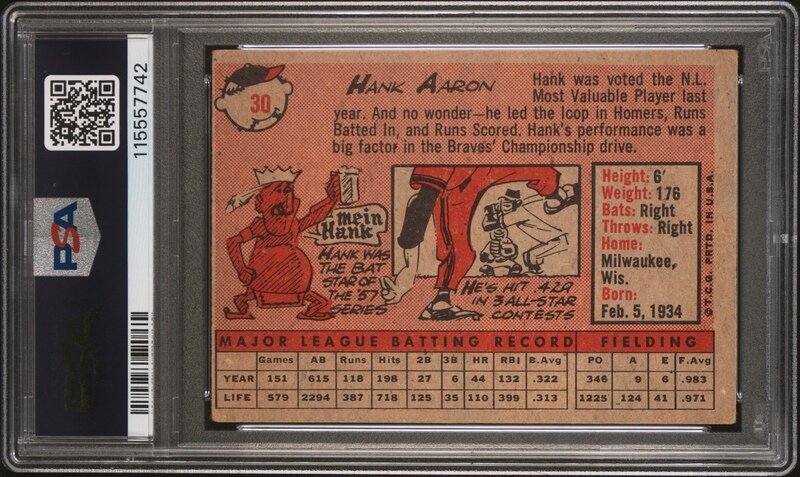 115557742
PSA
30
HANK AARON
Hank was voted the N.L.
Most Valuable Player last
year. And no wonder—he led the loop in Homers, Runs
Batted In, and Runs Scored. Hank's performance was a
big factor in the Braves' Championship drive.
mein
Hank
HANK WAS
THE BAT
STAR OF
THE '57
SERIES
HE'S HIT .429
IN 3 ALL-STAR
CONTESTS.
Height: 6'
Weight: 176
Bats: Right
Throws: Right
Home:
Milwaukee,
Wis.
Born:
Feb. 5, 1934
©T.C.G. PRTD. IN U.S.A.
MAJOR LEAGUE BATTING RECORD FIELDING
Games AB Runs Hits 2B 3B HR RBI B.Avg PO A E F.Avg
YEAR 151 615 118 198 27 6 44 132 .322 346 9 6 .983
LIFE 579 2294 387 718 125 35 110 399 .313 1225 124 41 .971
PSA